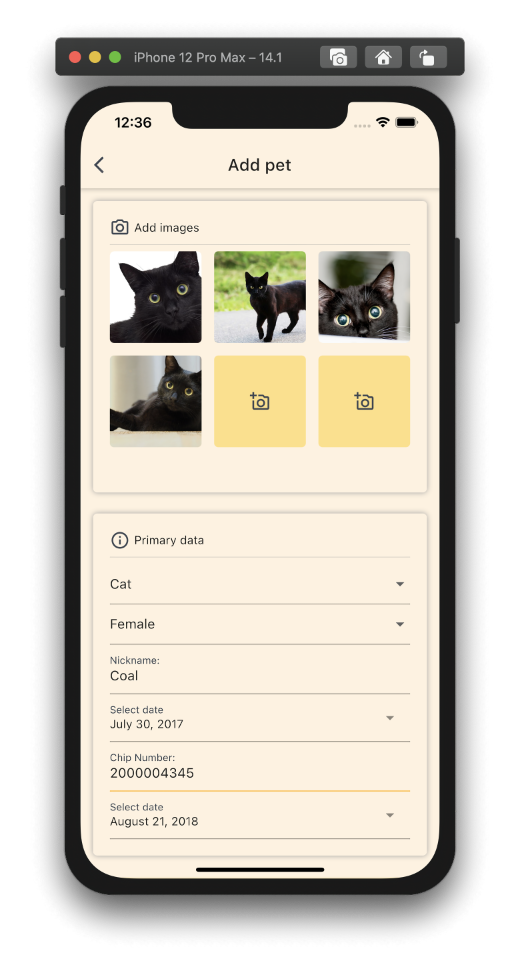 iPhone 12 Pro Max – 14.1
12:36
Add pet
Add images
Primary data
Cat
Female
Nickname:
Coal
Select date
July 30, 2017
Chip Number:
2000004345
Select date
August 21, 2018